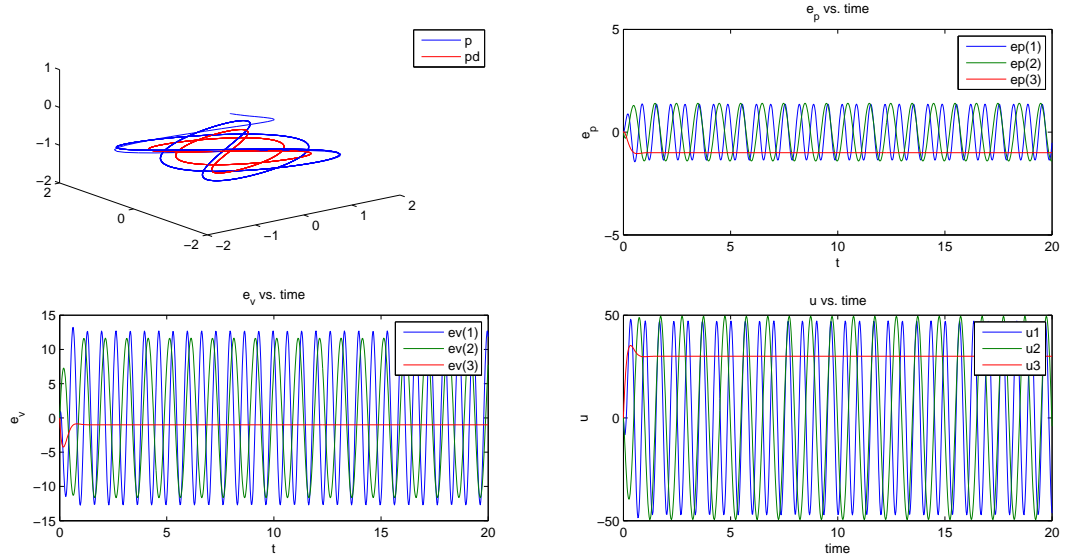 p
pd
1
0
−1
−2
2
0
−2
−2
−1
0
1
2
e_p vs. time
5
0
−5
e_p
ep(1)
ep(2)
ep(3)
0 5 10 15 20
t
e_v vs. time
15
10
5
0
−5
−10
−15
e_v
ev(1)
ev(2)
ev(3)
0 5 10 15 20
t
u vs. time
50
0
−50
u
u1
u2
u3
0 5 10 15 20
time